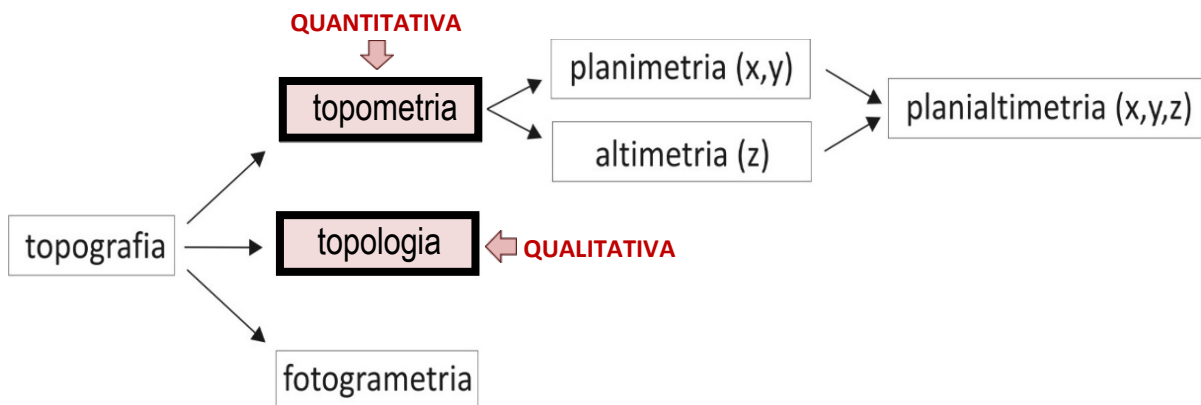 QUANTITATIVA
topometria
planimetria (x,y)
altimetria (z)
planialtimetria (x,y,z)
topografia
topologia
QUALITATIVA
fotogrametria